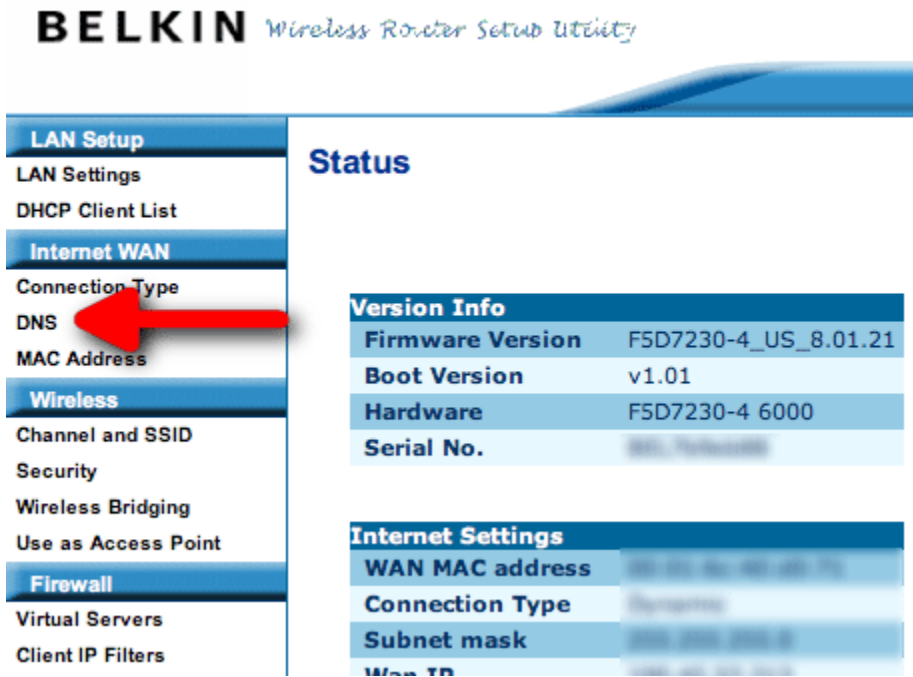 BELKIN Wireless Router Setup Utility
LAN Setup
LAN Settings
DHCP Client List
Internet WAN
Connection Type
DNS
MAC Address
Wireless
Channel and SSID
Security
Wireless Bridging
Use as Access Point
Firewall
Virtual Servers
Client IP Filters
Status
Version Info
Firmware Version F5D7230-4_US_8.01.21
Boot Version v1.01
Hardware F5D7230-4 6000
Serial No.
Internet Settings
WAN MAC address
Connection Type
Subnet mask
Wan IP